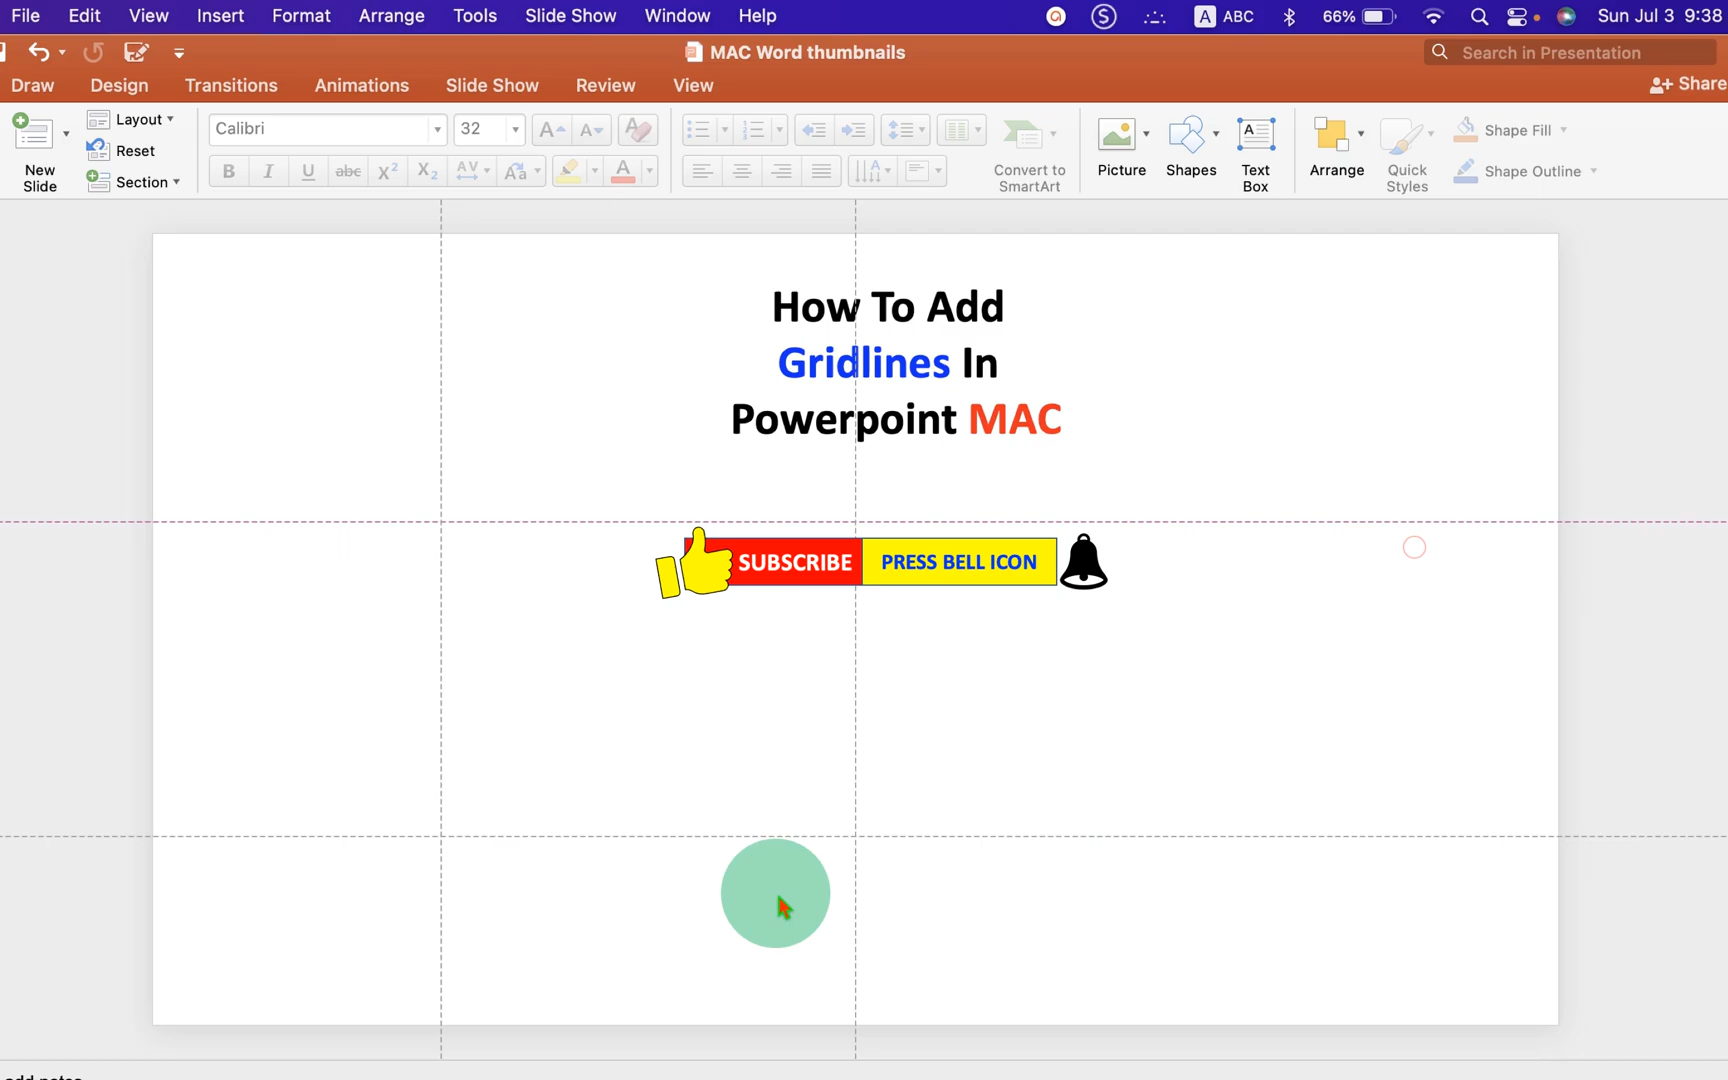 File Edit View Insert Format Arrange Tools Slide Show Window Help
A ABC 66% Sun Jul 3 9:38
MAC Word thumbnails
Search in Presentation
Draw Design Transitions Animations Slide Show Review View
Share
New Slide
Layout
Reset
Section
Calibri 32
Convert to SmartArt
Picture
Shapes
Text Box
Arrange
Quick Styles
Shape Fill
Shape Outline
How To Add
Gridlines In
Powerpoint MAC
SUBSCRIBE PRESS BELL ICON